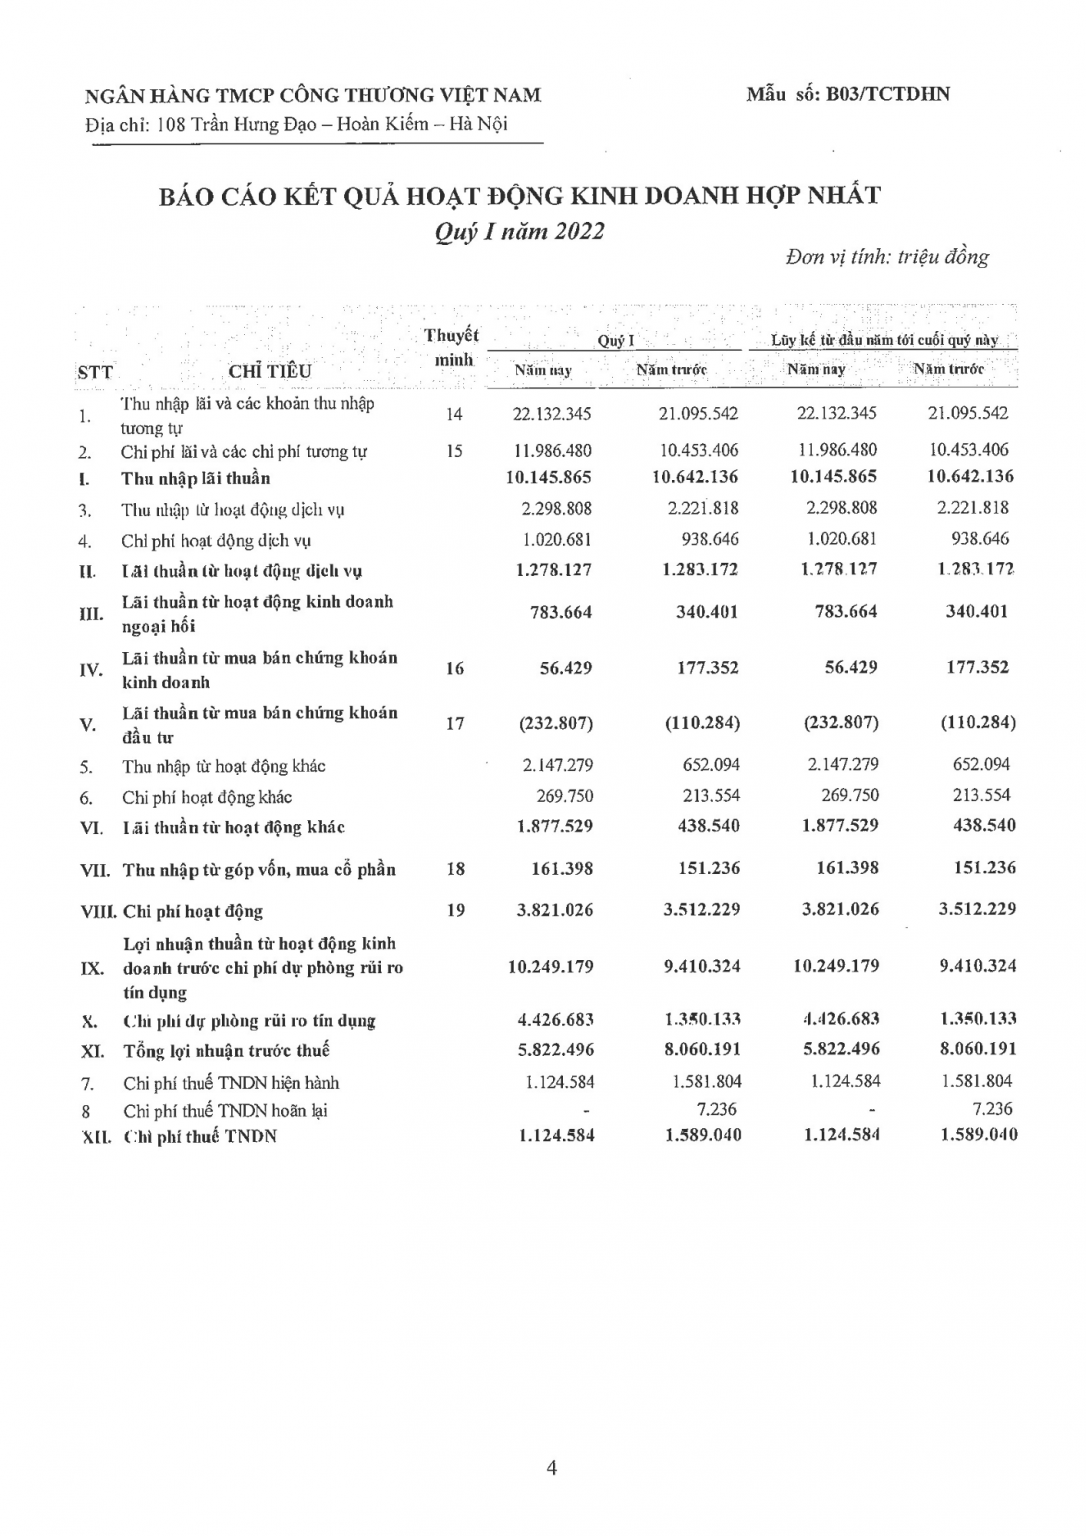 NGÂN HÀNG TMCP CÔNG THƯƠNG VIỆT NAM
Mẫu số: B03/TCTDHN
Địa chỉ: 108 Trần Hưng Đạo – Hoàn Kiếm – Hà Nội
BÁO CÁO KẾT QUẢ HOẠT ĐỘNG KINH DOANH HỢP NHẤT
Quý I năm 2022
Đơn vị tính: triệu đồng
STT CHỈ TIÊU Thuyết minh Quý I Lũy kế từ đầu năm tới cuối quý này
Năm nay Năm trước Năm nay Năm trước
1. Thu nhập lãi và các khoản thu nhập tương tự 14 22.132.345 21.095.542 22.132.345 21.095.542
2. Chi phí lãi và các chi phí tương tự 15 11.986.480 10.453.406 11.986.480 10.453.406
I. Thu nhập lãi thuần 10.145.865 10.642.136 10.145.865 10.642.136
3. Thu nhập từ hoạt động dịch vụ 2.298.808 2.221.818 2.298.808 2.221.818
4. Chi phí hoạt động dịch vụ 1.020.681 938.646 1.020.681 938.646
II. Lãi thuần từ hoạt động dịch vụ 1.278.127 1.283.172 1.278.127 1.283.172
III. Lãi thuần từ hoạt động kinh doanh ngoại hối 783.664 340.401 783.664 340.401
IV. Lãi thuần từ mua bán chứng khoán kinh doanh 16 56.429 177.352 56.429 177.352
V. Lãi thuần từ mua bán chứng khoán đầu tư 17 (232.807) (110.284) (232.807) (110.284)
5. Thu nhập từ hoạt động khác 2.147.279 652.094 2.147.279 652.094
6. Chi phí hoạt động khác 269.750 213.554 269.750 213.554
VI. Lãi thuần từ hoạt động khác 1.877.529 438.540 1.877.529 438.540
VII. Thu nhập từ góp vốn, mua cổ phần 18 161.398 151.236 161.398 151.236
VIII. Chi phí hoạt động 19 3.821.026 3.512.229 3.821.026 3.512.229
IX. Lợi nhuận thuần từ hoạt động kinh doanh trước chi phí dự phòng rủi ro tín dụng 10.249.179 9.410.324 10.249.179 9.410.324
X. Chi phí dự phòng rủi ro tín dụng 4.426.683 1.350.133 4.426.683 1.350.133
XI. Tổng lợi nhuận trước thuế 5.822.496 8.060.191 5.822.496 8.060.191
7. Chi phí thuế TNDN hiện hành 1.124.584 1.581.804 1.124.584 1.581.804
8 Chi phí thuế TNDN hoãn lại - 7.236 - 7.236
XII. Chi phí thuế TNDN 1.124.584 1.589.040 1.124.584 1.589.040
4